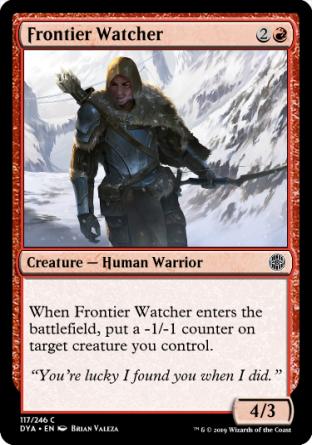 Frontier Watcher 2
Creature — Human Warrior
When Frontier Watcher enters the
battlefield, put a -1/-1 counter on
target creature you control.
“You’re lucky I found you when I did.”
4/3
117/246 C
DYA • EN Brian Valeza
™ & © 2019 Wizards of the Coast